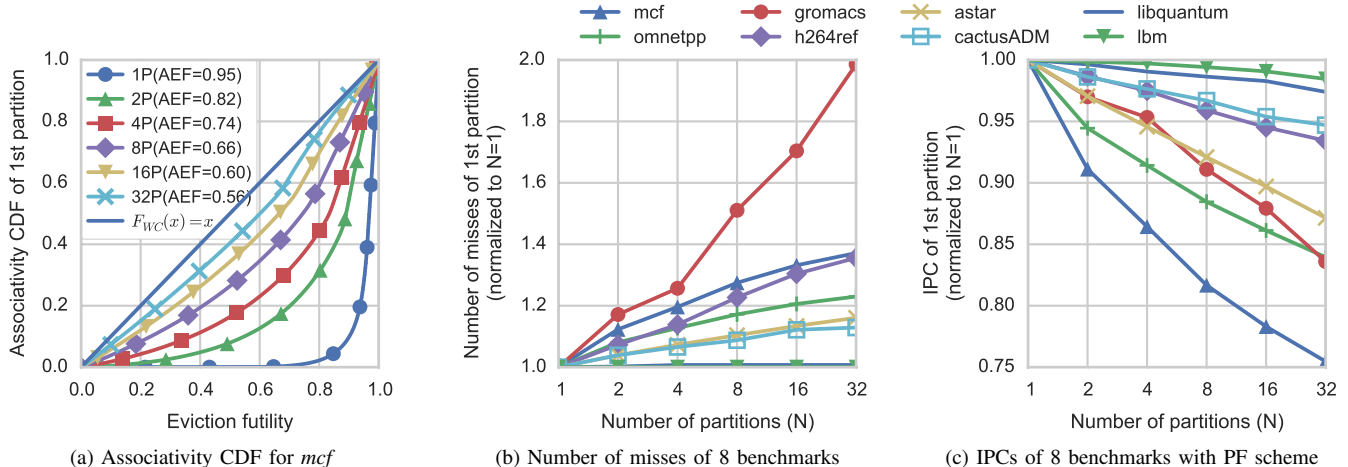 mcf
gromacs
astar
libquantum
omnetpp
h264ref
cactusADM
lbm
Associativity CDF of 1st partition
1.0
0.8
0.6
0.4
0.2
0.0
1P(AEF=0.95)
2P(AEF=0.82)
4P(AEF=0.74)
8P(AEF=0.66)
16P(AEF=0.60)
32P(AEF=0.56)
F_WC(x)=x
0.0 0.2 0.4 0.6 0.8 1.0
Eviction futility
(a) Associativity CDF for mcf
Number of misses of 1st partition
(normalized to N=1)
2.0
1.8
1.6
1.4
1.2
1.0
1 2 4 8 16 32
Number of partitions (N)
(b) Number of misses of 8 benchmarks
IPC of 1st partition
(normalized to N=1)
1.00
0.95
0.90
0.85
0.80
0.75
1 2 4 8 16 32
Number of partitions (N)
(c) IPCs of 8 benchmarks with PF scheme